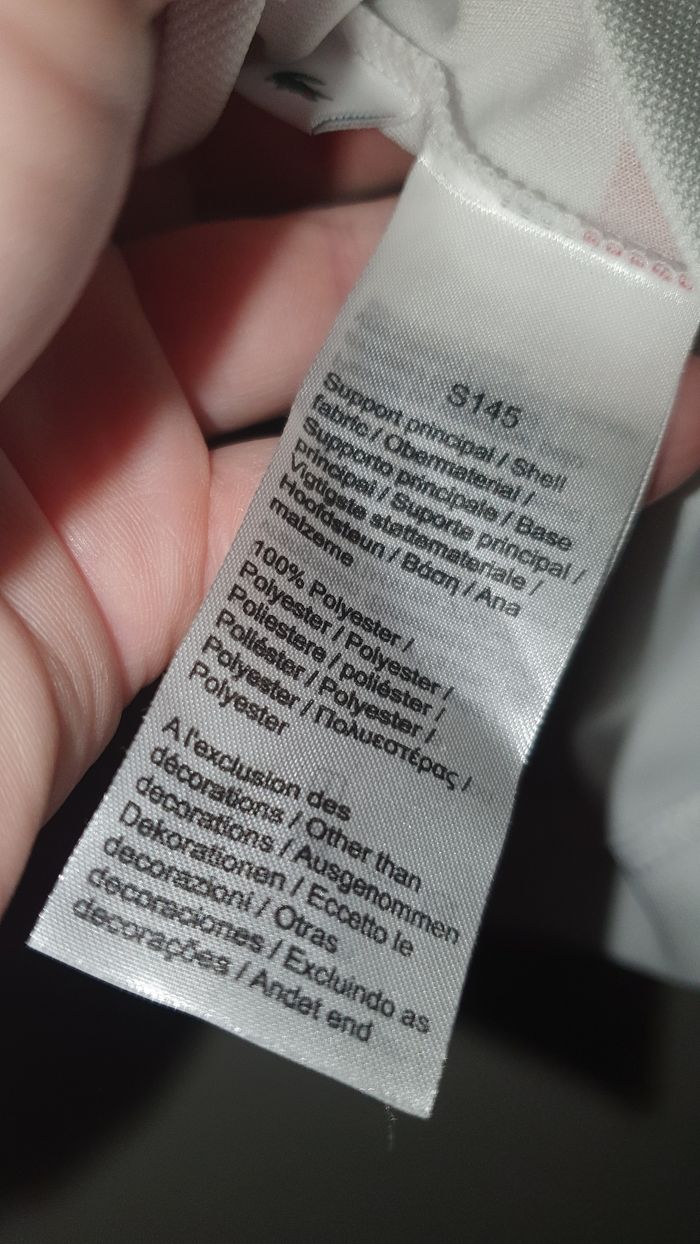 S145
Support principal / Shell
fabric / Obermaterial /
Supporto principale / Base
principal / Suporte principal /
Vigtigste stofmateriale /
Hoofdsteun / Βάση / Ana
malzeme
100% Polyester /
Polyester / Polyester /
Poliestere / poliéster /
Poliéster / Polyester /
Polyester / Πολυεστέρας /
Polyester
A l'exclusion des
décorations / Other than
decorations / Ausgenommen
Dekorationen / Eccetto le
decorazioni / Otras
decoraciones / Excluindo as
decorações / Andet end